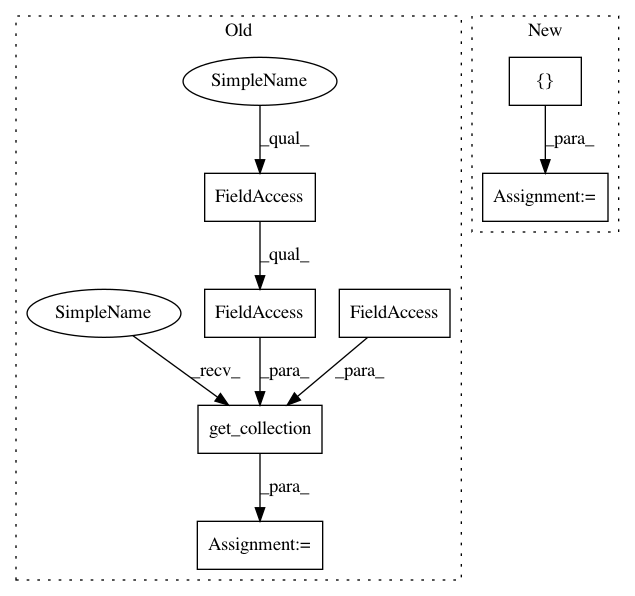 Old
New
SimpleName
{}
_qual_
_para_
FieldAccess
Assignment:=
_qual_
SimpleName
FieldAccess
FieldAccess
_recv_
_para_
_para_
get_collection
_para_
Assignment:=